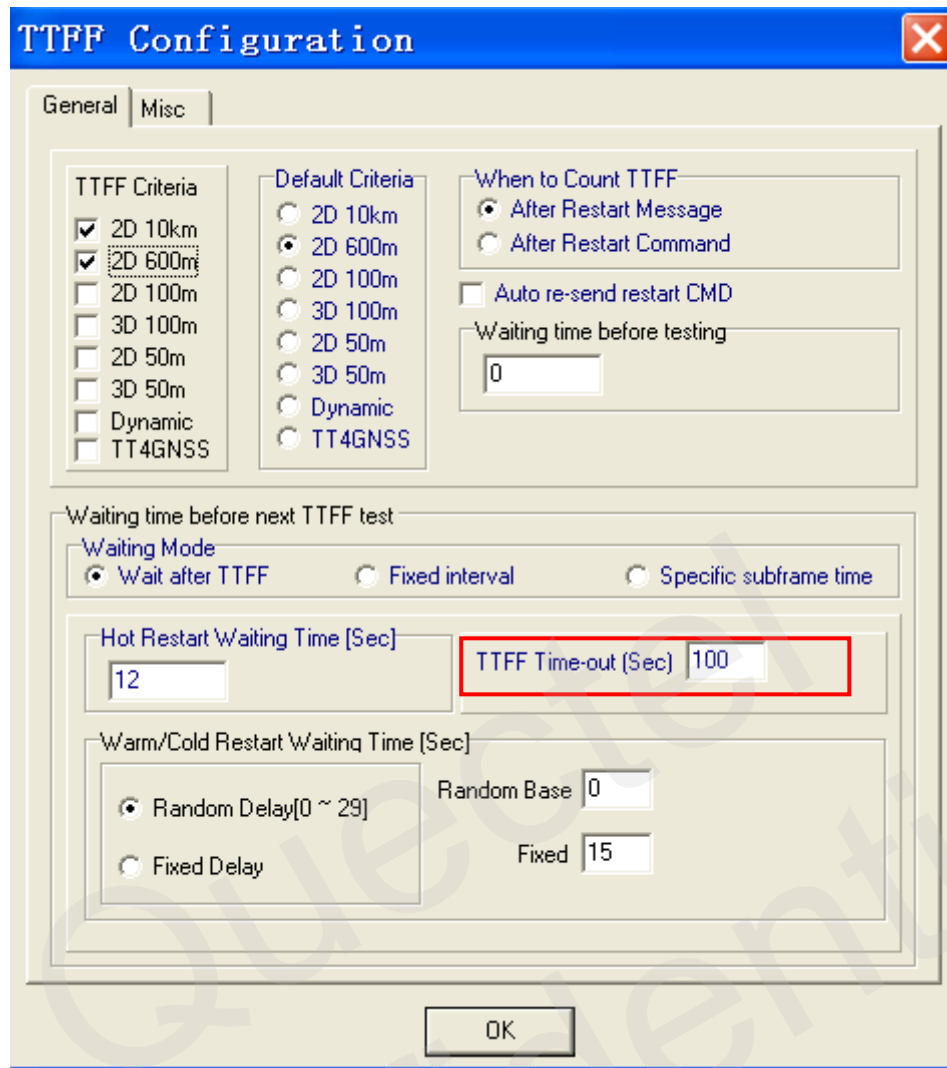 TTFF Configuration
General
Misc
TTFF Criteria
2D 10km
2D 600m
2D 100m
3D 100m
2D 50m
3D 50m
Dynamic
TT4GNSS
Default Criteria
2D 10km
2D 600m
2D 100m
3D 100m
2D 50m
3D 50m
Dynamic
TT4GNSS
When to Count TTFF
After Restart Message
After Restart Command
Auto re-send restart CMD
Waiting time before testing
0
Waiting time before next TTFF test
Waiting Mode
Wait after TTFF
Fixed interval
Specific subframe time
Hot Restart Waiting Time [Sec]
12
TTFF Time-out (Sec) 100
Warm/Cold Restart Waiting Time [Sec]
Random Delay[0 ~ 29]
Fixed Delay
Random Base 0
Fixed 15
OK
Quectel